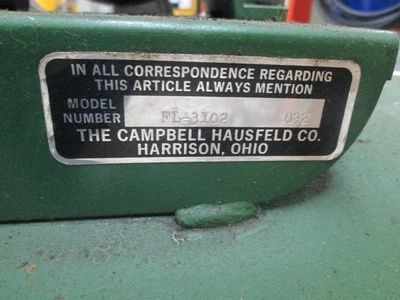 IN ALL CORRESPONDENCE REGARDING
THIS ARTICLE ALWAYS MENTION
MODEL NUMBER FL-3102 092
THE CAMPBELL HAUSFELD CO.
HARRISON, OHIO